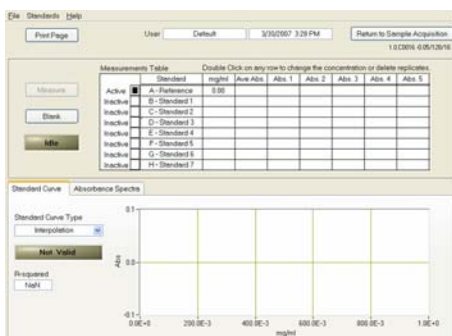 File Standards Help
Print Page User Default 3/30/2007 3:28 PM Return to Sample Acquisition
1.0 C0016 -0.05/1.20/16
Measurements Table Double Click on any row to change the concentration or delete replicates.
Standard mg/ml Ave Abs. Abs. 1 Abs. 2 Abs. 3 Abs. 4 Abs. 5
Active A - Reference 0.00
Inactive B - Standard 1
Inactive C - Standard 2
Inactive D - Standard 3
Inactive E - Standard 4
Inactive F - Standard 5
Inactive G - Standard 6
Inactive H - Standard 7
Measure
Blank
Idle
Standard Curve Absorbance Spectra
Standard Curve Type
Interpolation
Not Valid
R-squared
NaN
0.1
0.0
-0.1
Abs
0.0E+0 200.0E-3 400.0E-3 600.0E-3 800.0E-3 1.0E+0
mg/ml